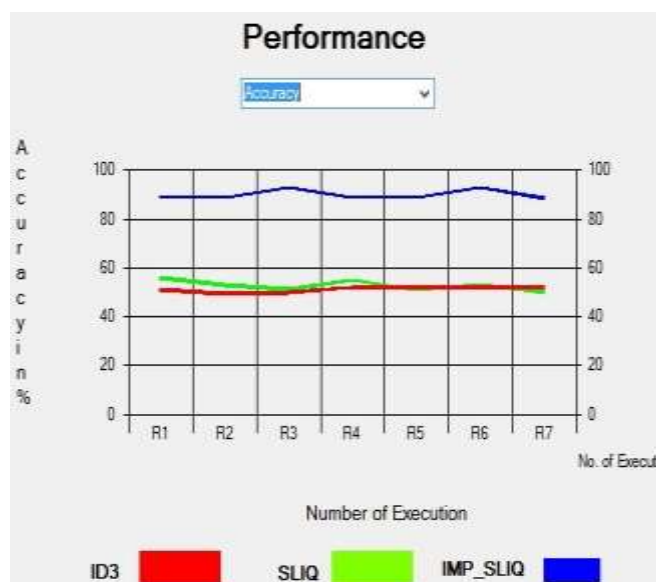 Performance
Accuracy
A
c
c
u
r
a
c
y
i
n
%
100 100
80 80
60 60
40 40
20 20
0 0
R1 R2 R3 R4 R5 R6 R7
No. of Execut
Number of Execution
ID3 SLIQ IMP_SLIQ